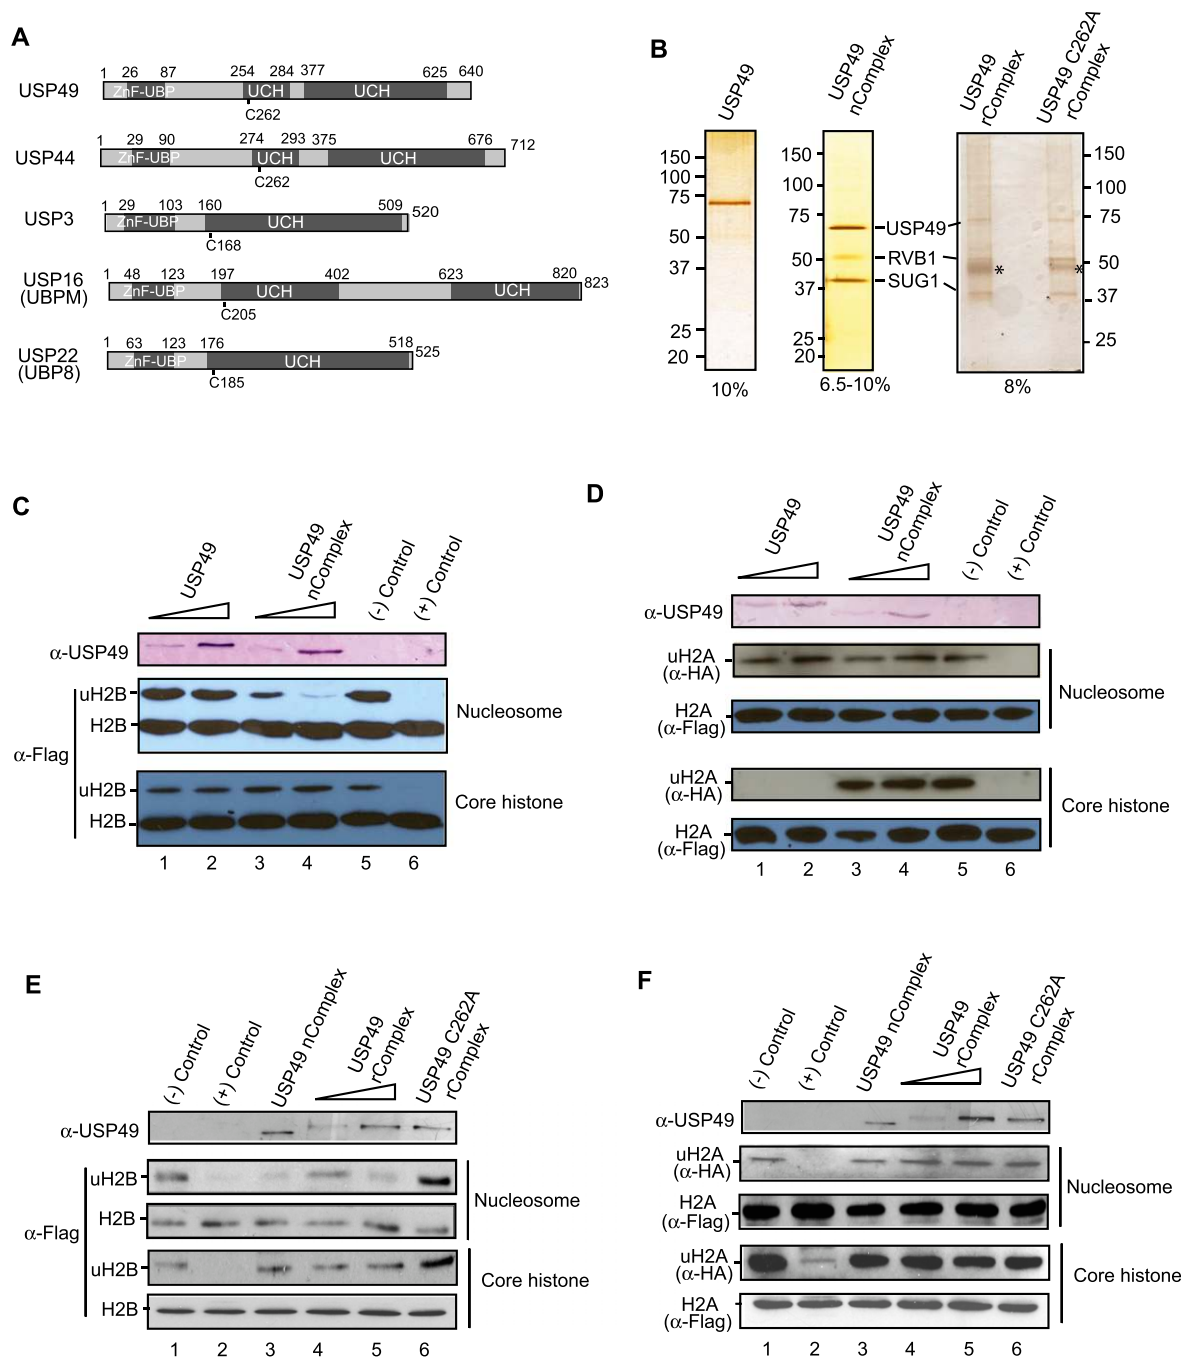 A
1 26 87 254 284 377 625 640
USP49 ZnF-UBP UCH UCH
C262
1 29 90 274 293 375 676 712
USP44 ZnF-UBP UCH UCH
C262
1 29 103 160 509 520
USP3 ZnF-UBP UCH
C168
1 48 123 197 402 623 820 823
USP16 ZnF-UBP UCH UCH
(UBPM)
C205
1 63 123 176 518 525
USP22 ZnF-UBP UCH
(UBP8)
C185
B
USP49
USP49
nComplex
USP49
rComplex
USP49 C262A
rComplex
150
100
75
50
37
25
20
10%
150
100
75
50
37
25
20
6.5-10%
USP49
RVB1
SUG1
*
*
150
100
75
50
37
25
8%
C
USP49
USP49
nComplex
(-) Control
(+) Control
α-USP49
α-Flag
uH2B
H2B
Nucleosome
uH2B
H2B
Core histone
1 2 3 4 5 6
D
USP49
USP49
nComplex
(-) Control
(+) Control
α-USP49
uH2A
(α-HA)
H2A
(α-Flag)
Nucleosome
uH2A
(α-HA)
H2A
(α-Flag)
Core histone
1 2 3 4 5 6
E
(-) Control
(+) Control
USP49 nComplex
USP49
rComplex
USP49 C262A
rComplex
α-USP49
α-Flag
uH2B
H2B
Nucleosome
uH2B
H2B
Core histone
1 2 3 4 5 6
F
(-) Control
(+) Control
USP49 nComplex
USP49
rComplex
USP49 C262A
rComplex
α-USP49
uH2A
(α-HA)
H2A
(α-Flag)
Nucleosome
uH2A
(α-HA)
H2A
(α-Flag)
Core histone
1 2 3 4 5 6